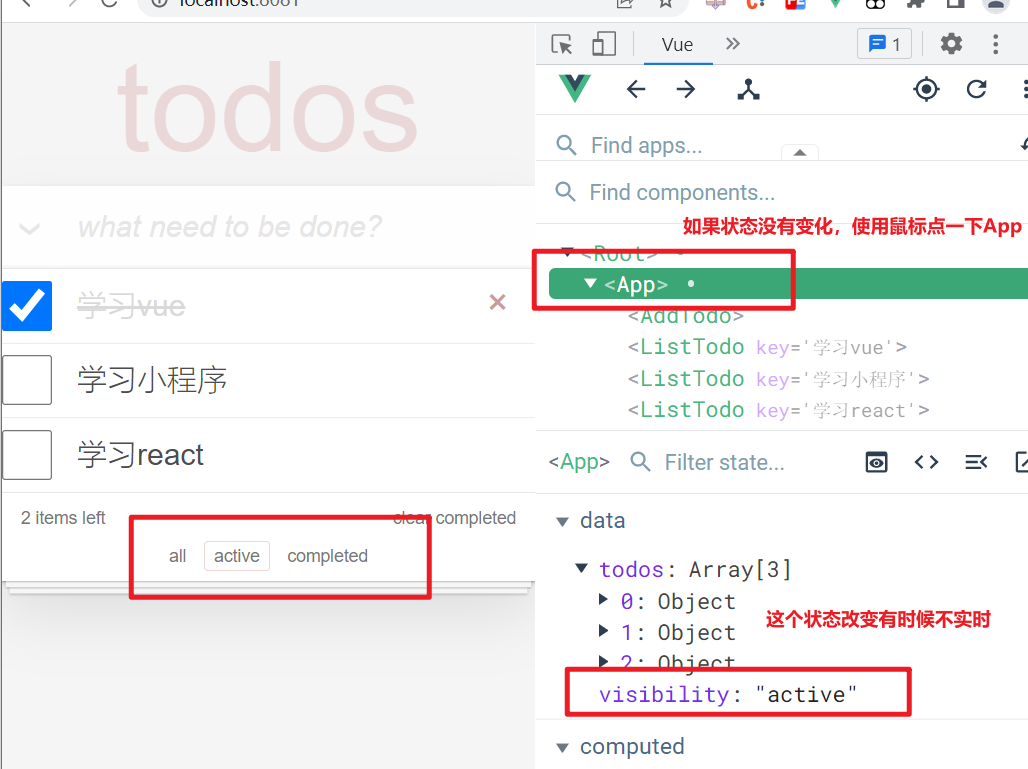 localhost:8081
todos
what need to be done?
学习vue
学习小程序
学习react
2 items left
clear completed
all
active
completed
Vue
1
Find apps...
Find components...
如果状态没有变化，使用鼠标点一下App
<Root>
<App>
<AddTodo>
<ListTodo key='学习vue'>
<ListTodo key='学习小程序'>
<ListTodo key='学习react'>
<App>
Filter state...
data
todos: Array[3]
0: Object
1: Object
2: Object
这个状态改变有时候不实时
visibility: "active"
computed